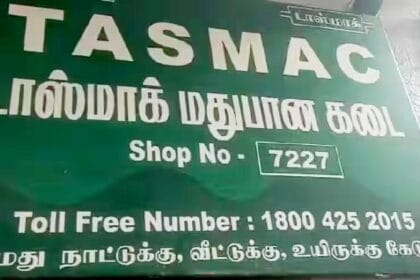 டாஸ்மாக்
TASMAC
டாஸ்மாக் மதுபான கடை
Shop No - 7227
Toll Free Number : 1800 425 2015
மது நாட்டுக்கு, வீட்டுக்கு, உயிருக்கு